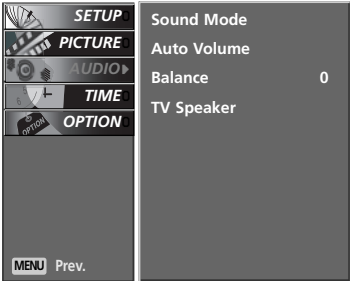 SETUP
PICTURE
AUDIO
TIME
OPTION
MENU Prev.
Sound Mode
Auto Volume
Balance 0
TV Speaker